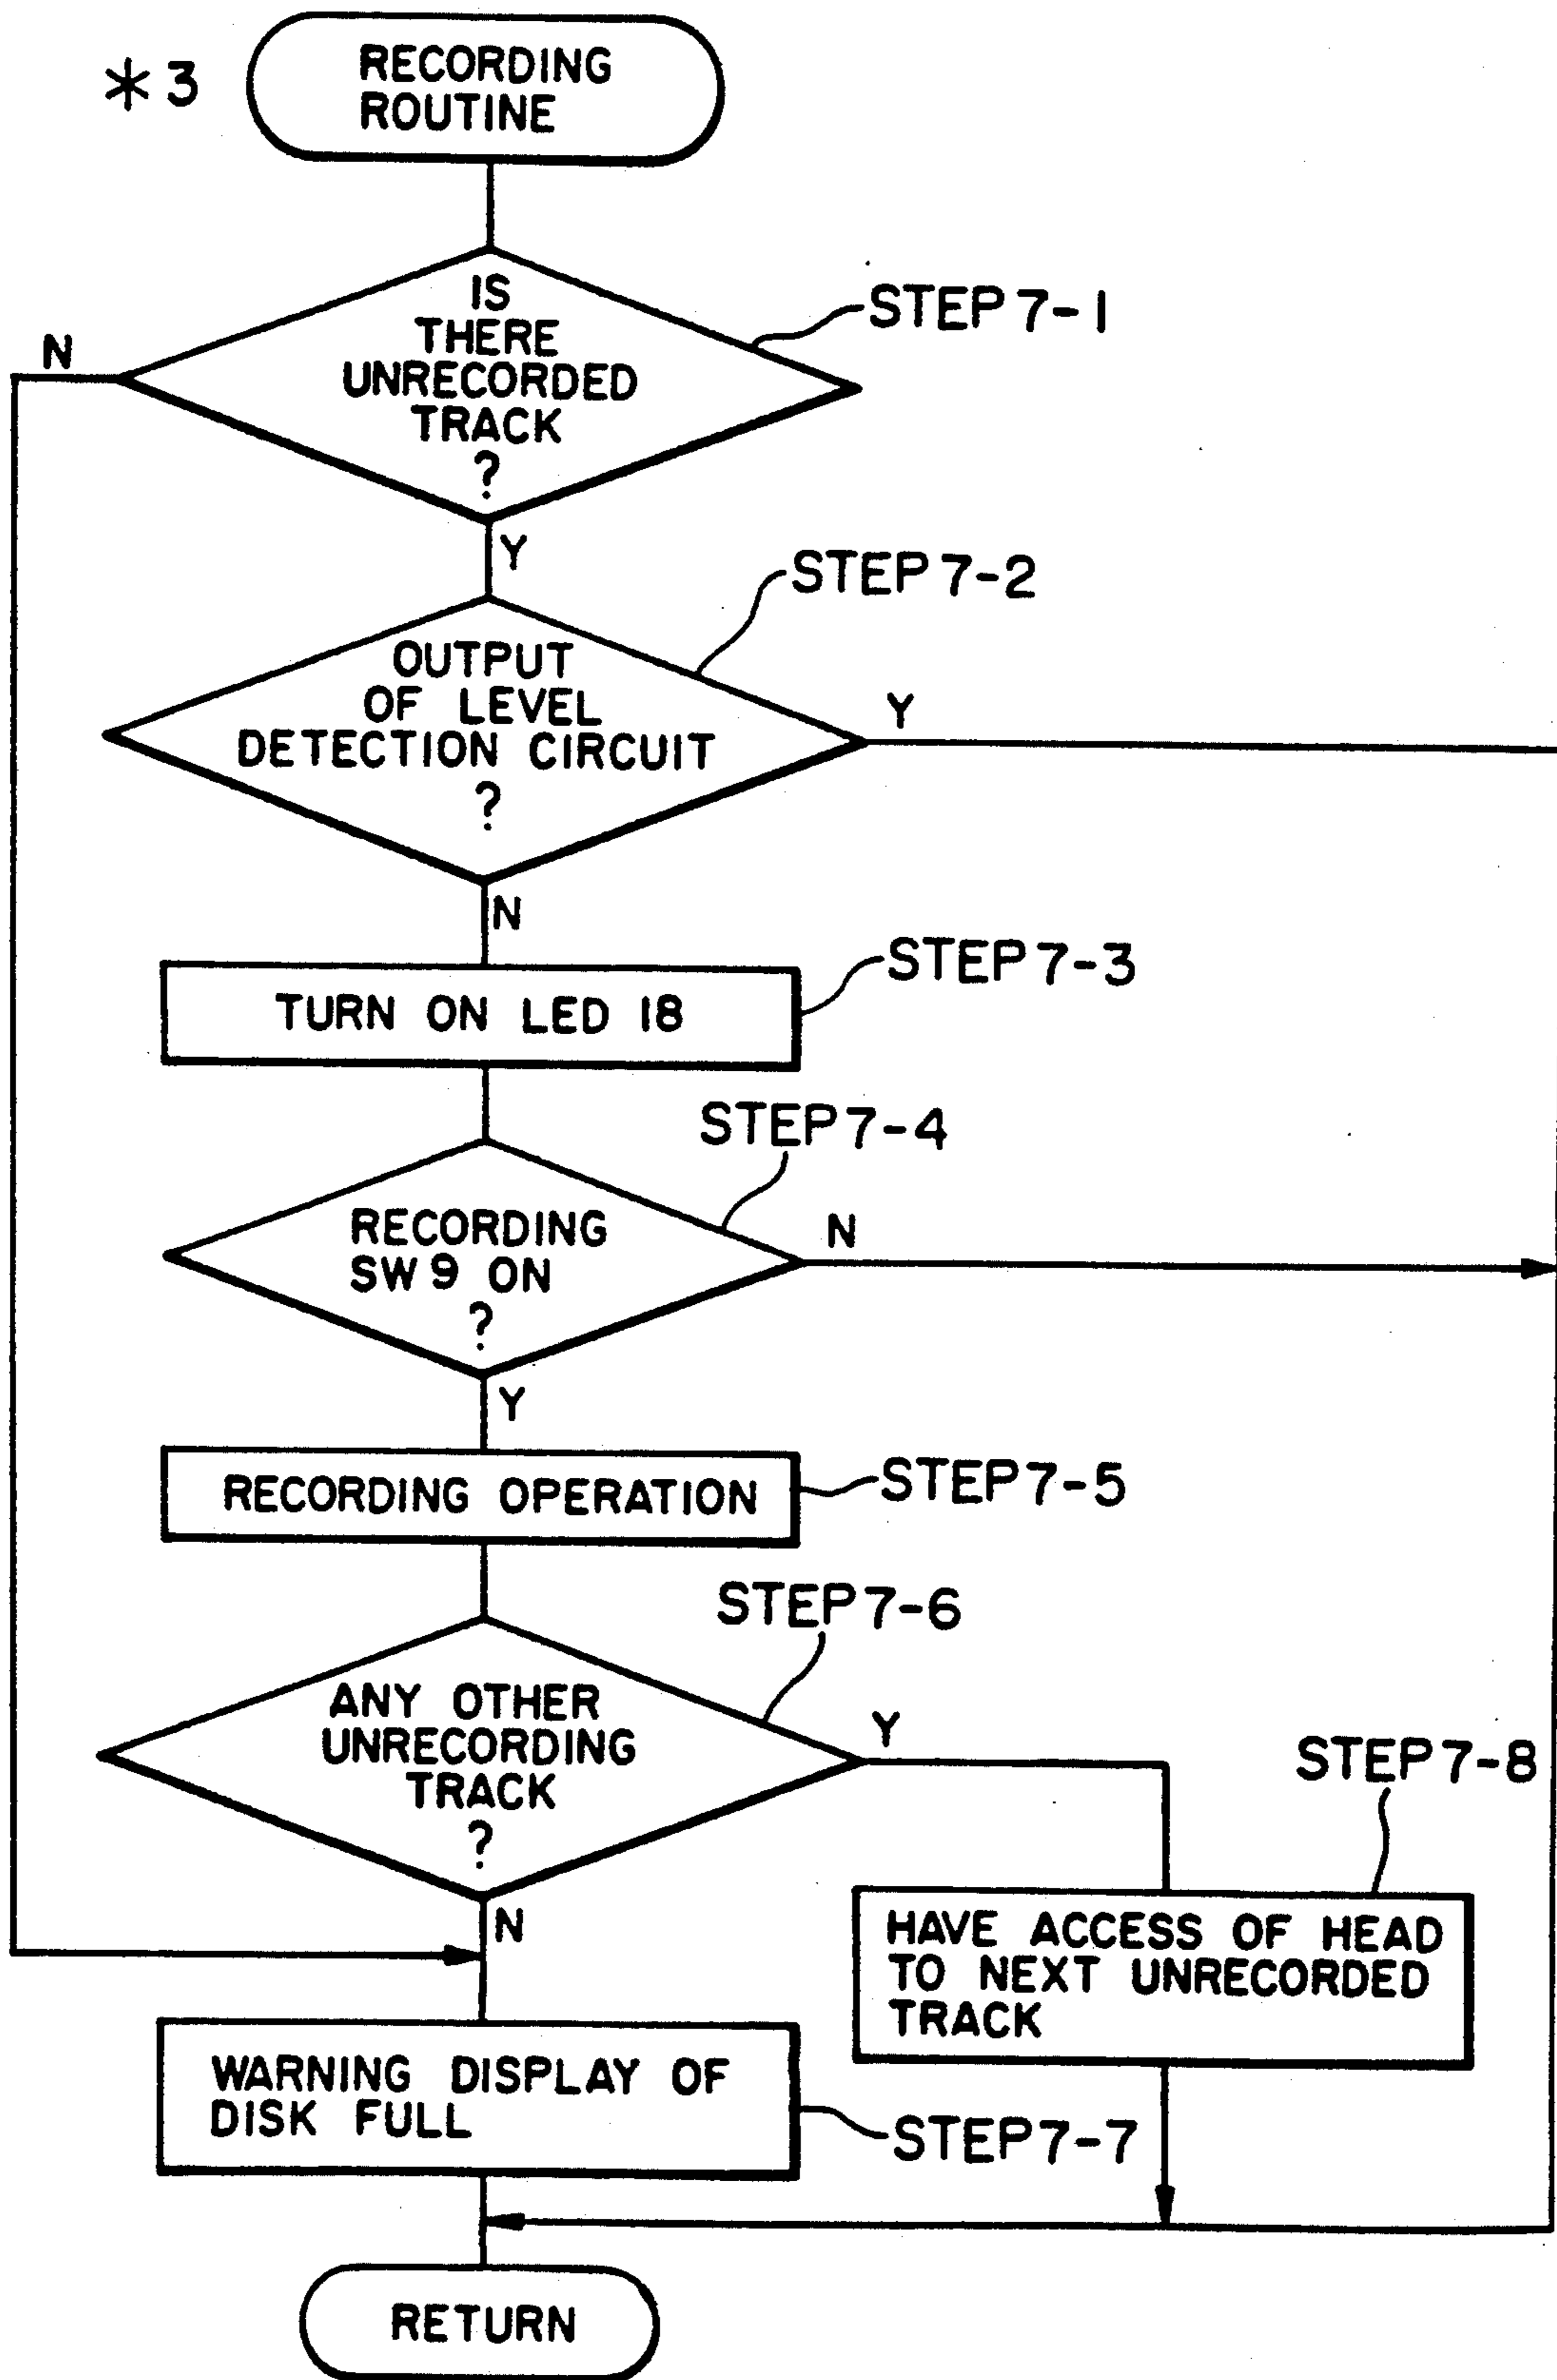 *3
RECORDING
ROUTINE
IS
THERE
UNRECORDED
TRACK
?
STEP 7-1
N
Y
STEP 7-2
OUTPUT
OF LEVEL
DETECTION CIRCUIT
?
Y
N
STEP 7-3
TURN ON LED 18
STEP 7-4
RECORDING
SW 9 ON
?
N
Y
RECORDING OPERATION
STEP 7-5
STEP 7-6
ANY OTHER
UNRECORDING
TRACK
?
Y
N
STEP 7-8
HAVE ACCESS OF HEAD
TO NEXT UNRECORDED
TRACK
WARNING DISPLAY OF
DISK FULL
STEP 7-7
RETURN